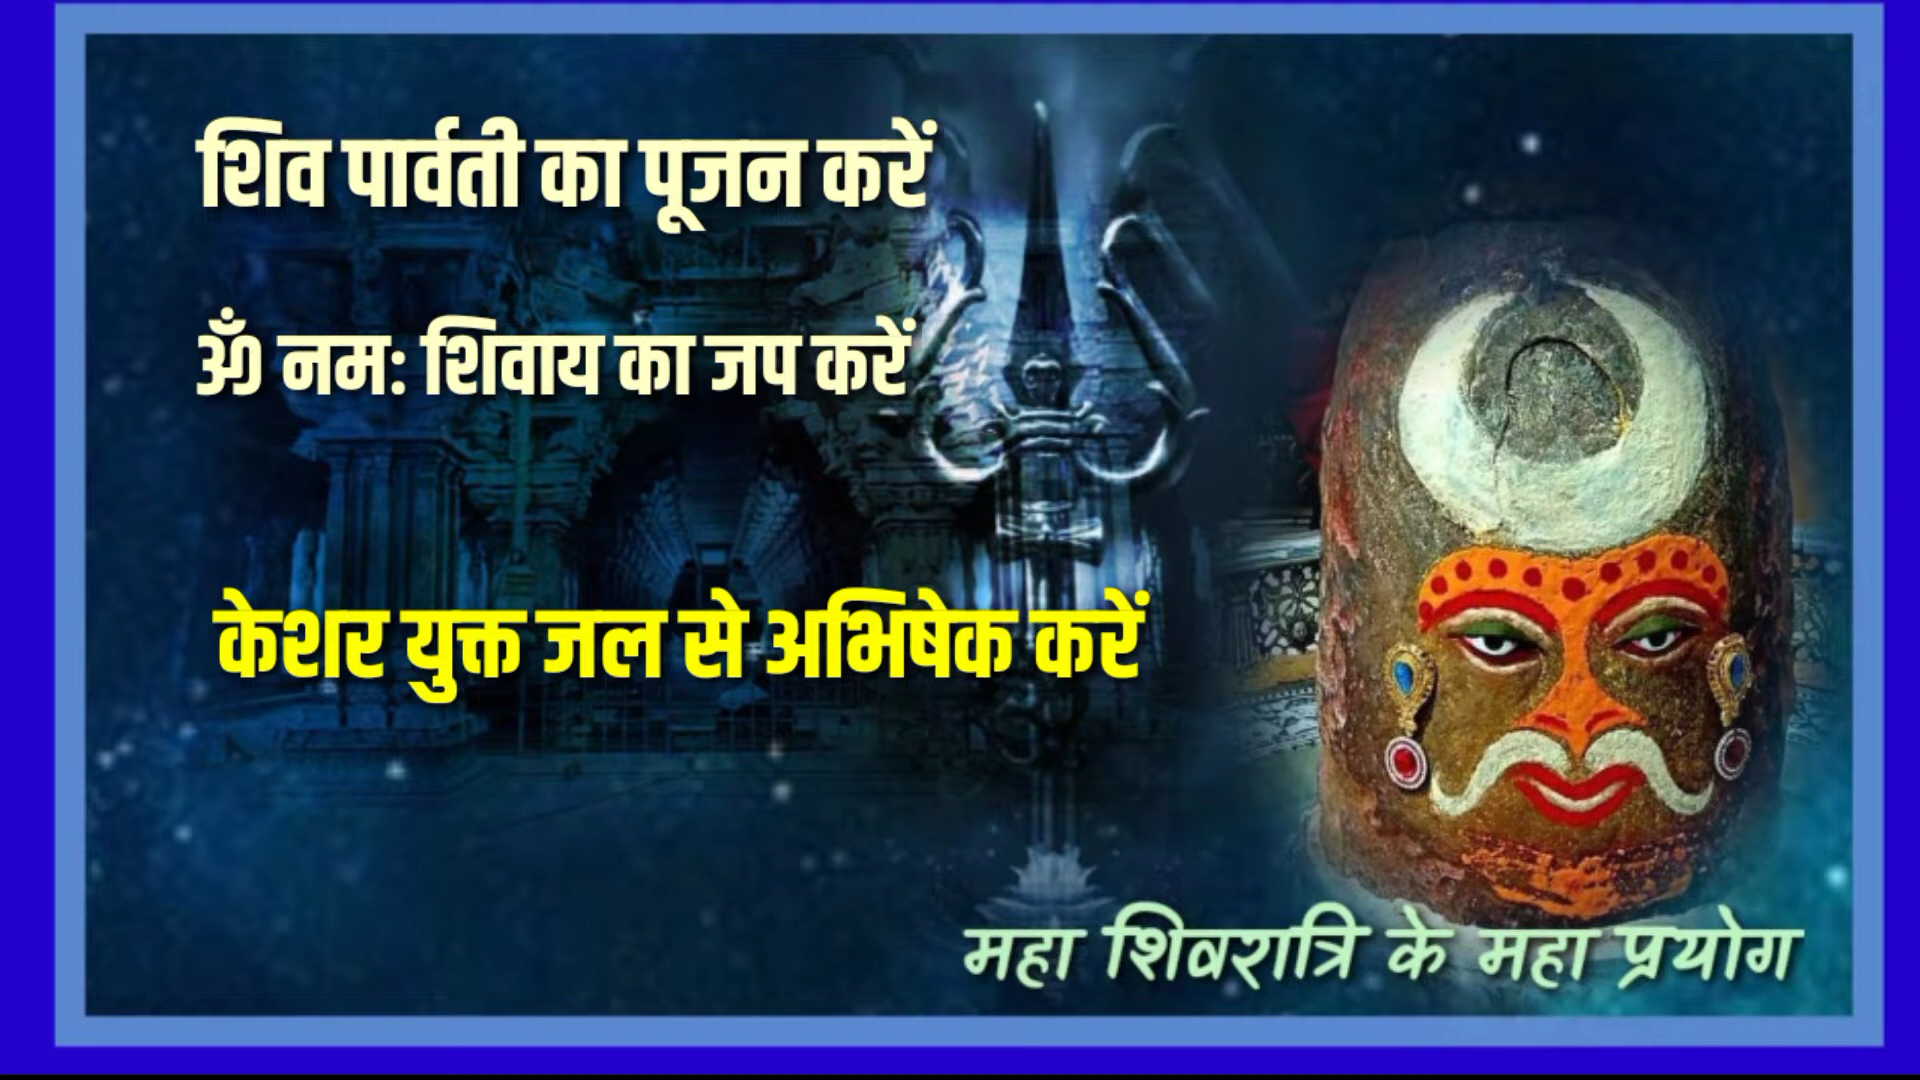 शिव पार्वती का पूजन करें
ॐ नम: शिवाय का जप करें
केशर युक्त जल से अभिषेक करें
महा शिवरात्रि के महा प्रयोग